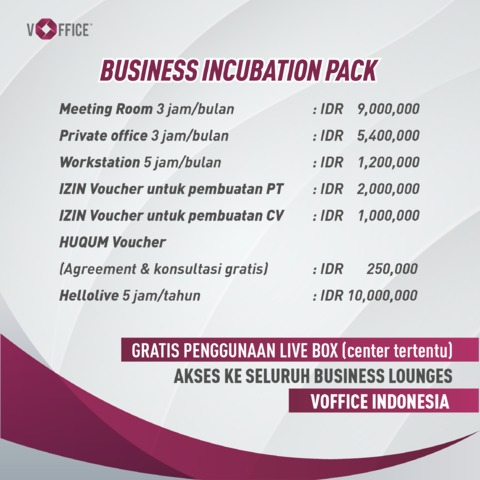 VOFFICE™
BUSINESS INCUBATION PACK
Meeting Room 3 jam/bulan : IDR 9,000,000
Private office 3 jam/bulan : IDR 5,400,000
Workstation 5 jam/bulan : IDR 1,200,000
IZIN Voucher untuk pembuatan PT : IDR 2,000,000
IZIN Voucher untuk pembuatan CV : IDR 1,000,000
HUQUM Voucher
(Agreement & konsultasi gratis) : IDR 250,000
Hellolive 5 jam/tahun : IDR 10,000,000
GRATIS PENGGUNAAN LIVE BOX (center tertentu)
AKSES KE SELURUH BUSINESS LOUNGES
VOFFICE INDONESIA